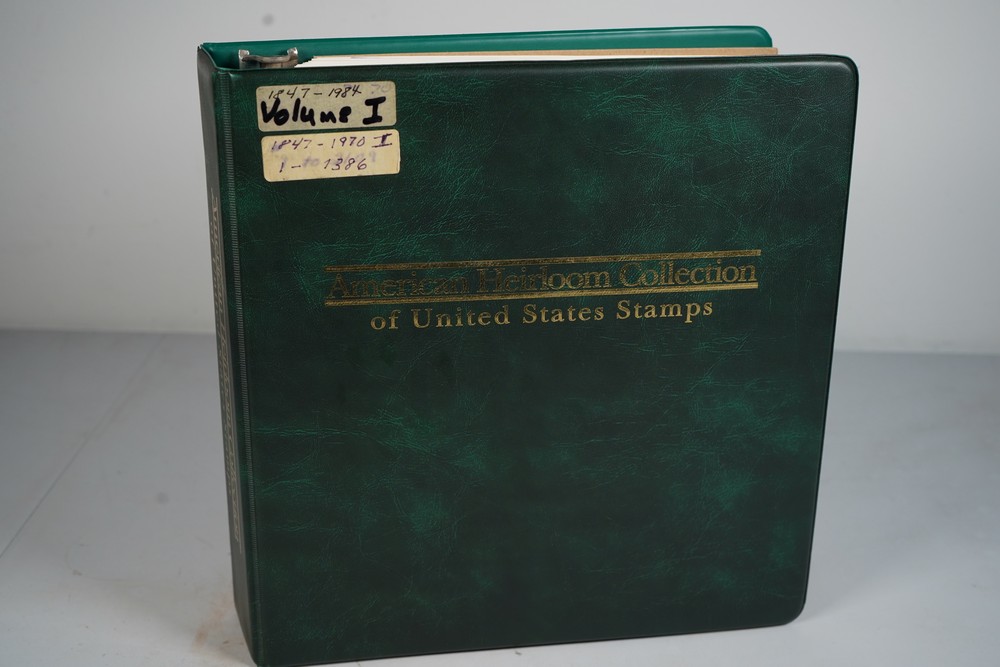 1847-1984
Volume I
1847-1970 I
1 - 1386
American Heirloom Collection
of United States Stamps